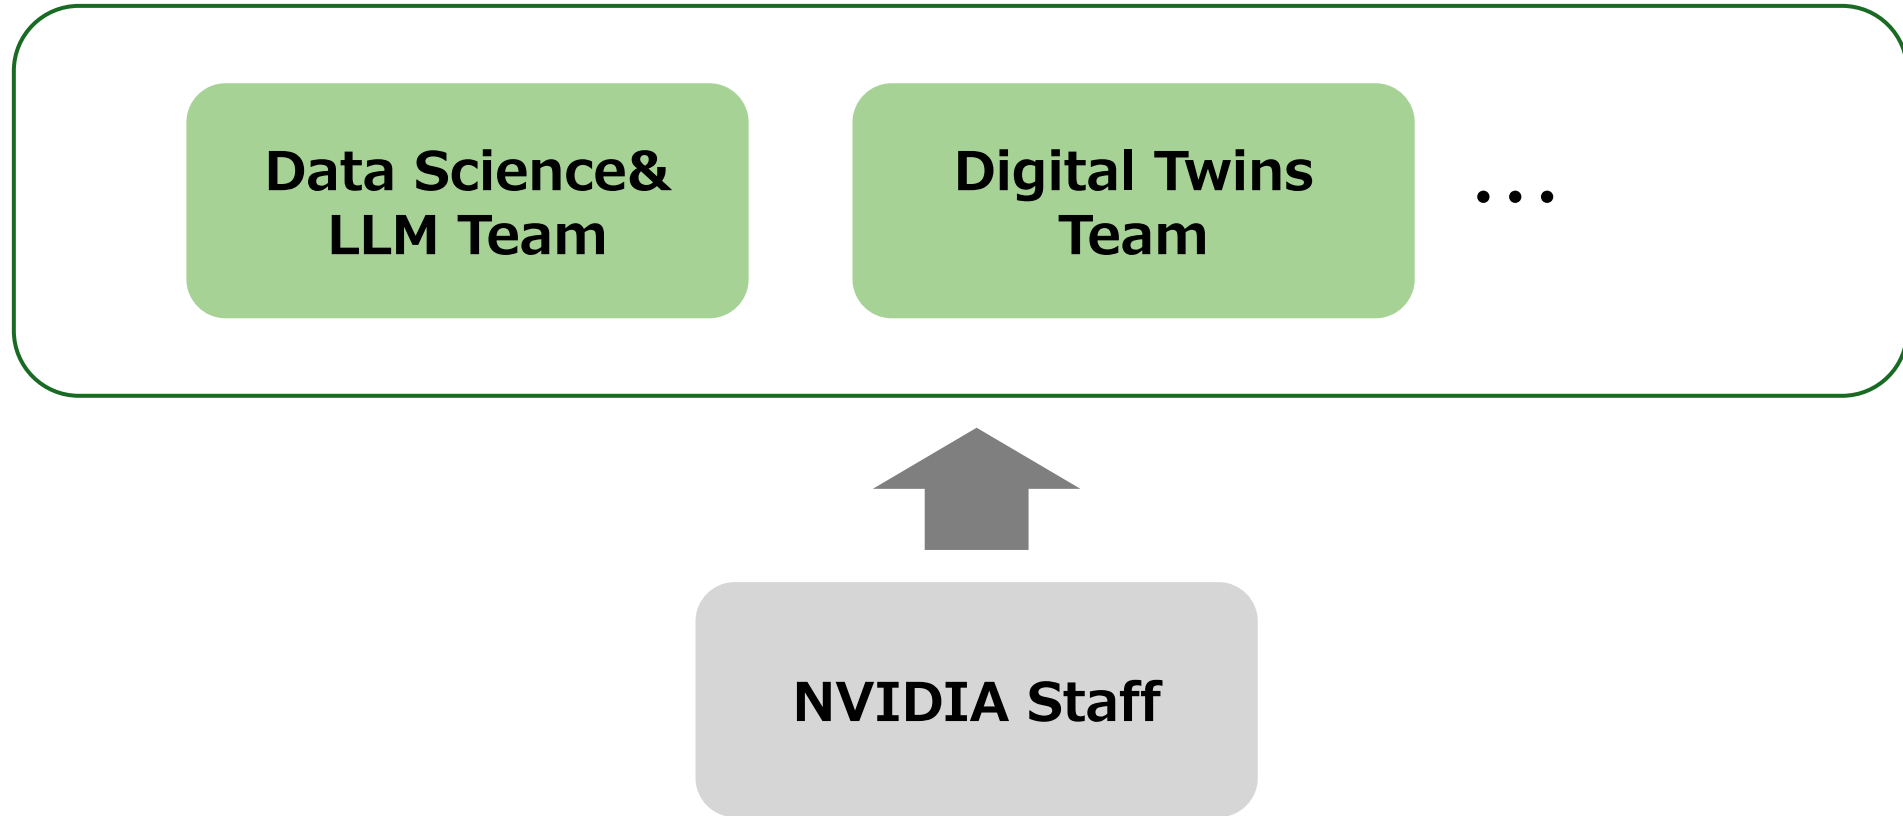 Data Science&
LLM Team
Digital Twins
Team
...
NVIDIA Staff